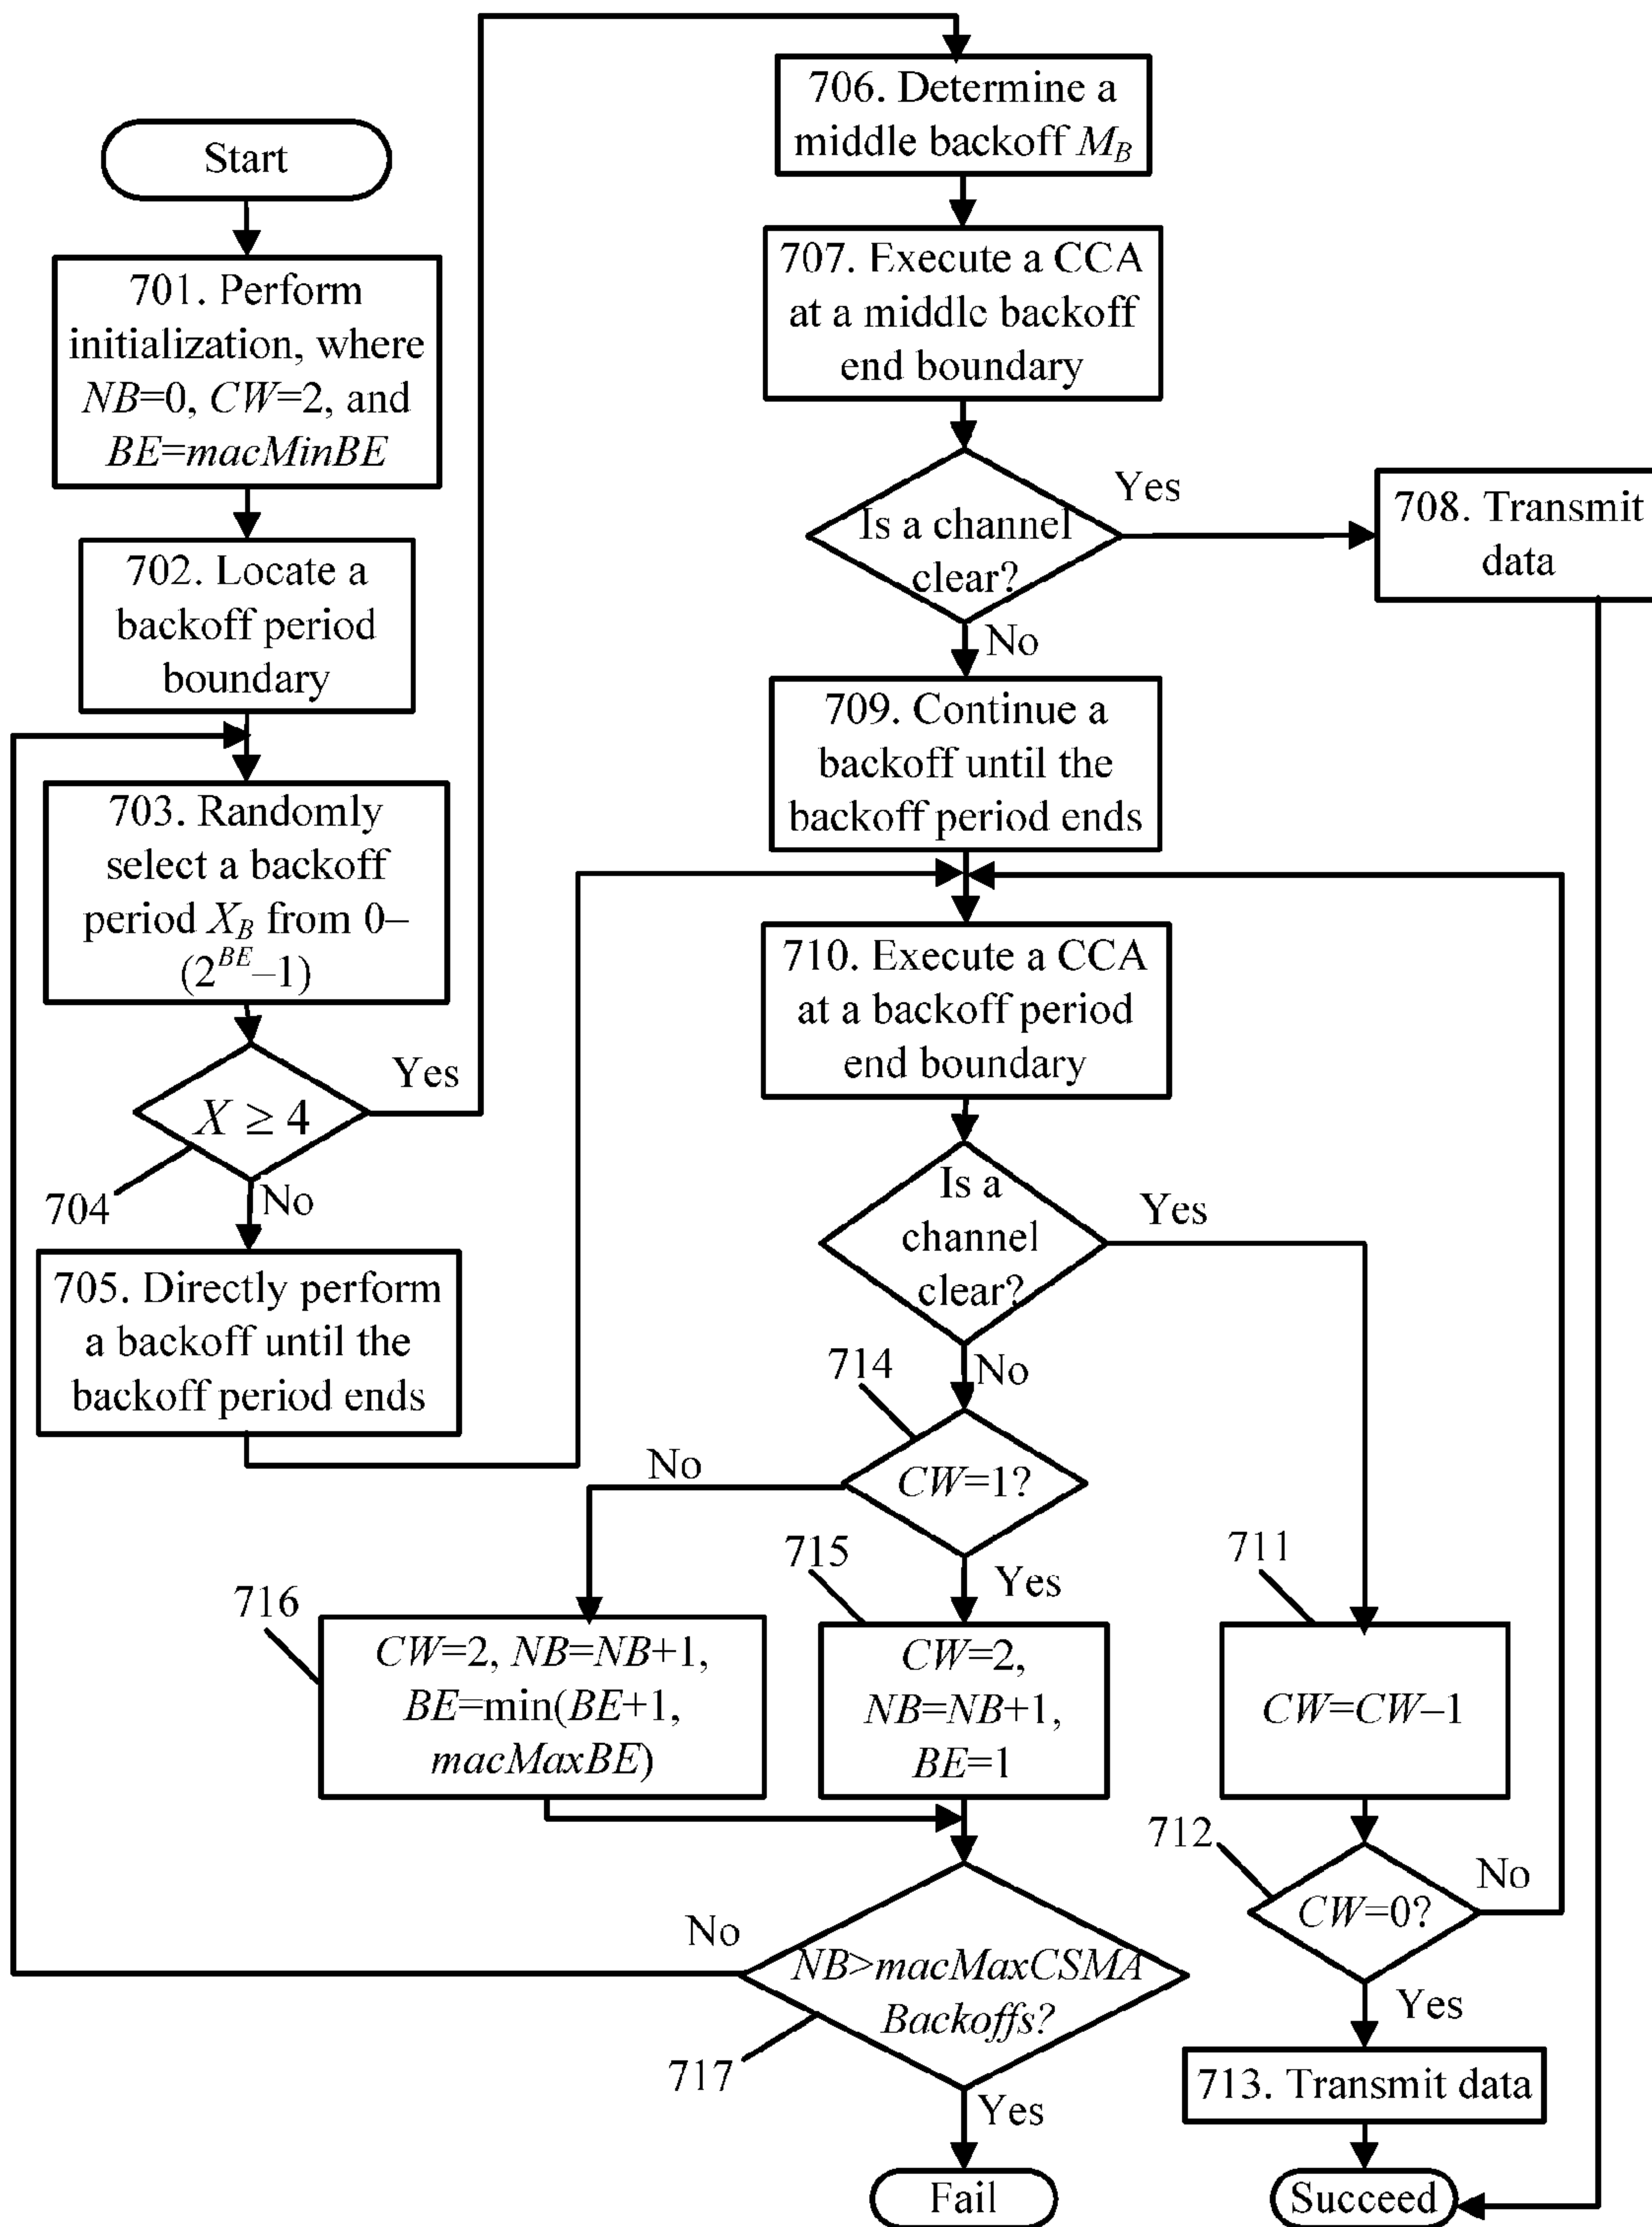 Start
701. Perform
initialization, where
NB=0, CW=2, and
BE=macMinBE
702. Locate a
backoff period
boundary
703. Randomly
select a backoff
period X_B from 0–
(2^BE–1)
X ≥ 4
Yes
704
No
705. Directly perform
a backoff until the
backoff period ends
706. Determine a
middle backoff M_B
707. Execute a CCA
at a middle backoff
end boundary
Is a channel
clear?
Yes
708. Transmit
data
No
709. Continue a
backoff until the
backoff period ends
710. Execute a CCA
at a backoff period
end boundary
Is a
channel
clear?
Yes
No
714
CW=1?
No
Yes
715
CW=2,
NB=NB+1,
BE=1
716
CW=2, NB=NB+1,
BE=min(BE+1,
macMaxBE)
711
CW=CW–1
712
CW=0?
No
Yes
713. Transmit data
Succeed
NB>macMaxCSMA
Backoffs?
No
717
Yes
Fail